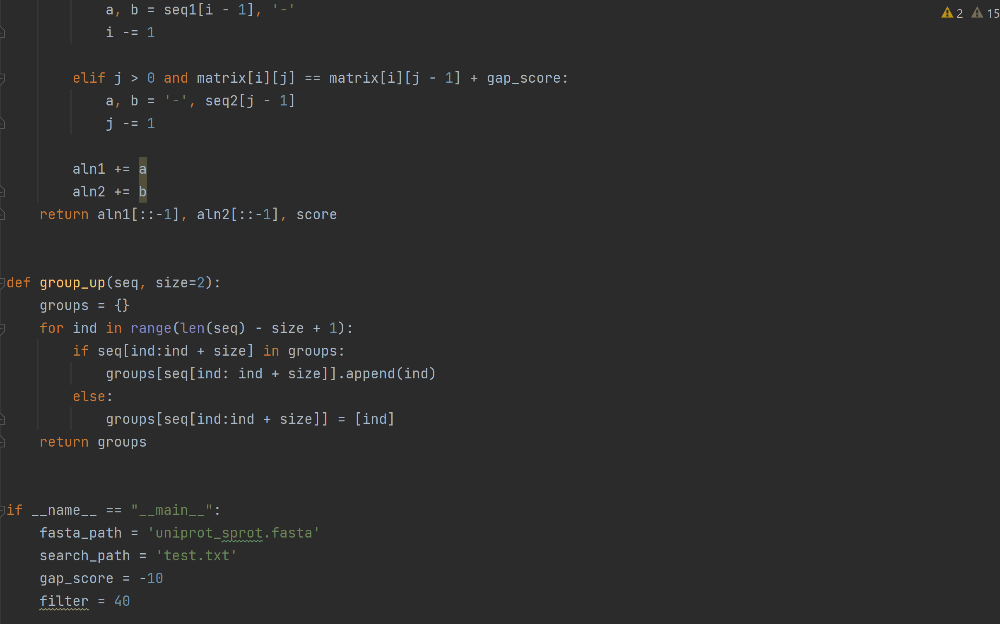 a, b = seq1[i - 1], '-'
            i -= 1

        elif j > 0 and matrix[i][j] == matrix[i][j - 1] + gap_score:
            a, b = '-', seq2[j - 1]
            j -= 1

        aln1 += a
        aln2 += b
    return aln1[::-1], aln2[::-1], score


def group_up(seq, size=2):
    groups = {}
    for ind in range(len(seq) - size + 1):
        if seq[ind:ind + size] in groups:
            groups[seq[ind: ind + size]].append(ind)
        else:
            groups[seq[ind:ind + size]] = [ind]
    return groups


if __name__ == "__main__":
    fasta_path = 'uniprot_sprot.fasta'
    search_path = 'test.txt'
    gap_score = -10
    filter = 40
2 15